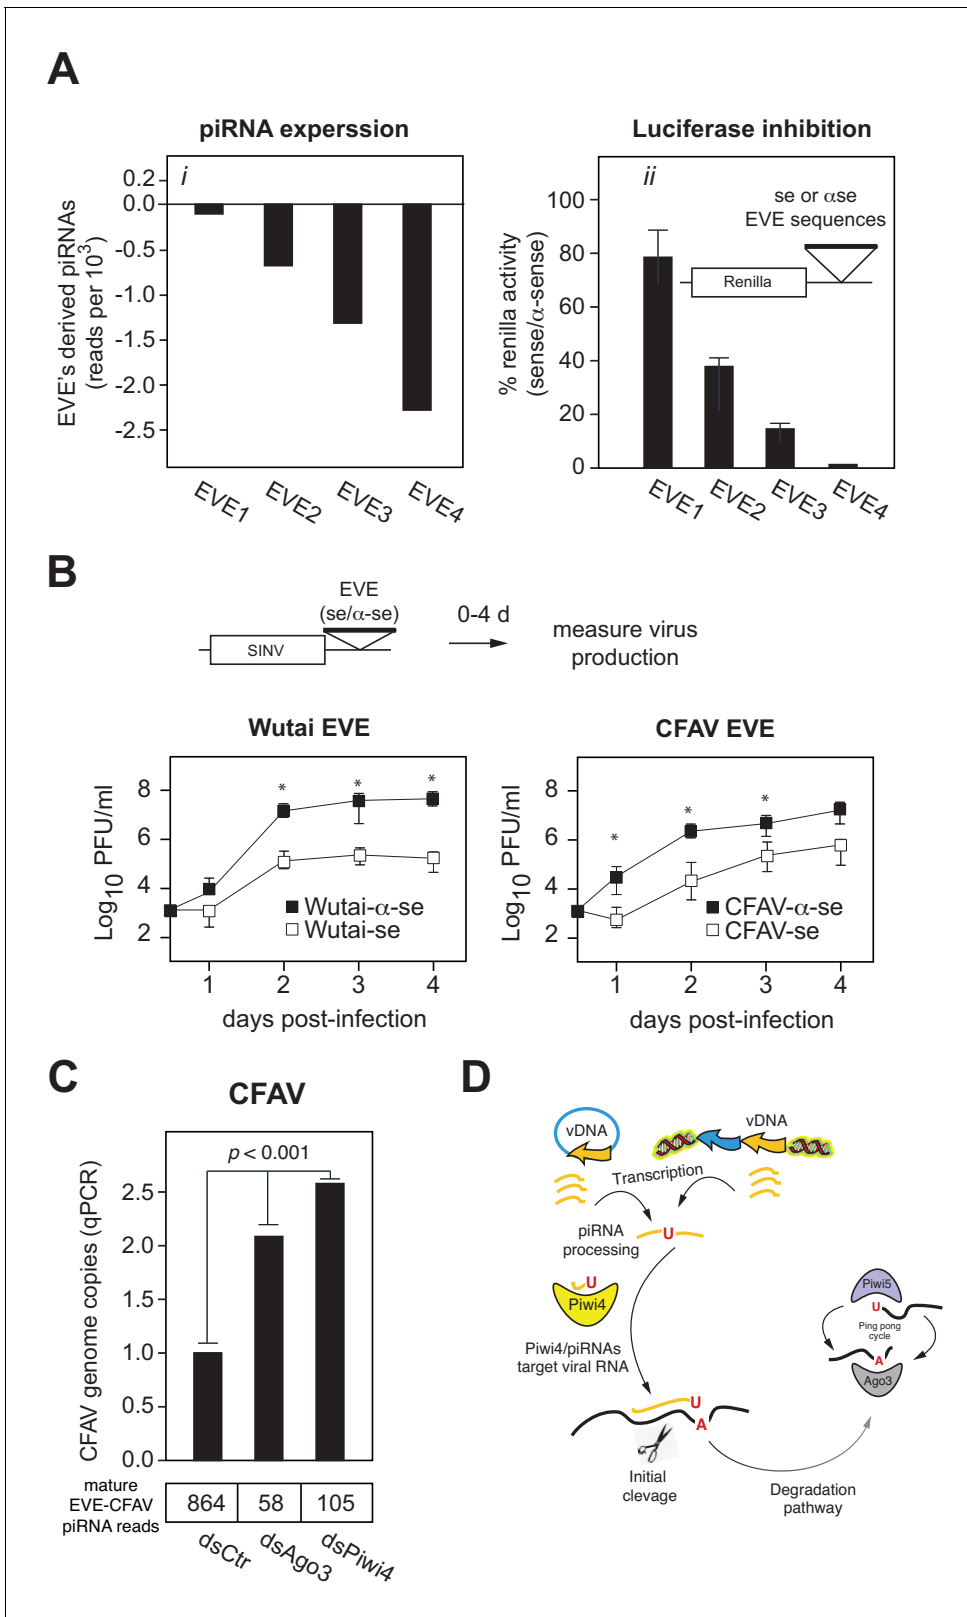 A
piRNA experssion
i
EVE's derived piRNAs
(reads per 10³)
0.2
0.0
-0.5
-1.0
-1.5
-2.0
-2.5
EVE1
EVE2
EVE3
EVE4
Luciferase inhibition
ii
se or αse
EVE sequences
Renilla
% renilla activity
(sense/α-sense)
100
80
60
40
20
0
EVE1
EVE2
EVE3
EVE4
B
EVE
(se/α-se)
SINV
0-4 d
measure virus
production
Wutai EVE
Log10 PFU/ml
8
6
4
2
*
*
*
Wutai-α-se
Wutai-se
1
2
3
4
days post-infection
CFAV EVE
Log10 PFU/ml
8
6
4
2
*
*
*
CFAV-α-se
CFAV-se
1
2
3
4
days post-infection
C
CFAV
CFAV genome copies (qPCR)
p < 0.001
2.5
2.0
1.5
1.0
0.0
mature
EVE-CFAV
piRNA reads
864
58
105
dsCtr
dsAgo3
dsPiwi4
D
vDNA
vDNA
Transcription
piRNA
processing
U
U
Piwi4
Piwi4/piRNAs
target viral RNA
U
A
Initial
clevage
Degradation
pathway
Piwi5
U
Ping pong
cycle
A
Ago3